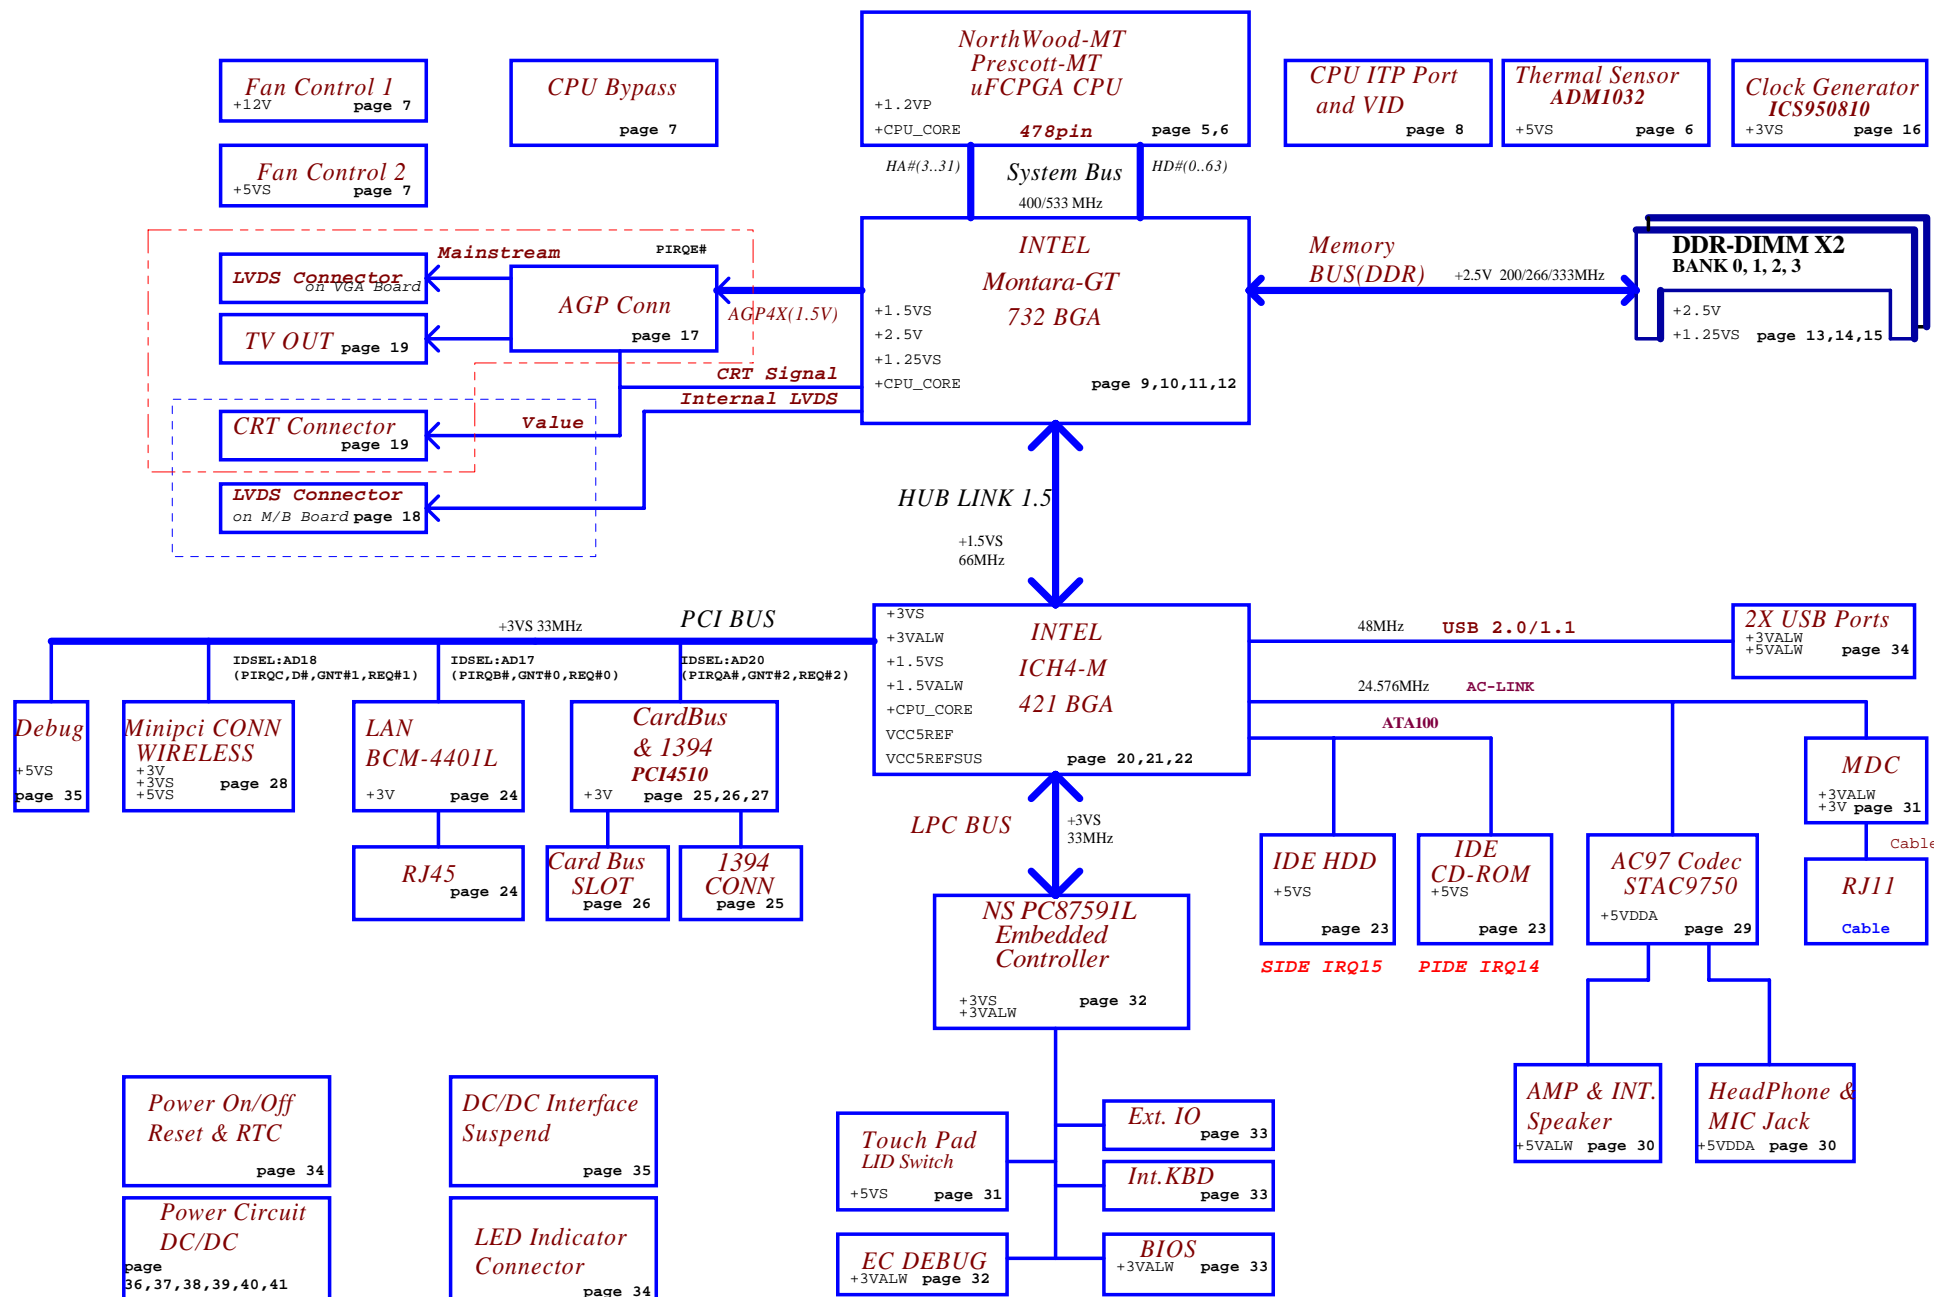 NorthWood-MT
Prescott-MT
uFCPGA CPU
+1.2VP
+CPU_CORE
478pin
page 5,6
Fan Control 1
+12V
page 7
CPU Bypass
page 7
CPU ITP Port
and VID
page 8
Thermal Sensor
ADM1032
+5VS
page 6
Clock Generator
ICS950810
+3VS
page 16
Fan Control 2
+5VS
page 7
HA#(3..31)
System Bus
HD#(0..63)
400/533 MHz
Mainstream
PIRQE#
LVDS Connector
on VGA Board
AGP Conn
page 17
AGP4X(1.5V)
TV OUT
page 19
INTEL
Montara-GT
732 BGA
+1.5VS
+2.5V
+1.25VS
+CPU_CORE
page 9,10,11,12
Memory
BUS(DDR)
+2.5V 200/266/333MHz
DDR-DIMM X2
BANK 0, 1, 2, 3
+2.5V
+1.25VS
page 13,14,15
CRT Signal
Internal LVDS
CRT Connector
page 19
Value
LVDS Connector
on M/B Board
page 18
HUB LINK 1.5
+1.5VS
66MHz
+3VS 33MHz
PCI BUS
IDSEL:AD18
(PIRQC,D#,GNT#1,REQ#1)
IDSEL:AD17
(PIRQB#,GNT#0,REQ#0)
IDSEL:AD20
(PIRQA#,GNT#2,REQ#2)
+3VS
+3VALW
+1.5VS
+1.5VALW
+CPU_CORE
VCC5REF
VCC5REFSUS
INTEL
ICH4-M
421 BGA
page 20,21,22
48MHz
USB 2.0/1.1
2X USB Ports
+3VALW
+5VALW
page 34
24.576MHz
AC-LINK
ATA100
Debug
+5VS
page 35
Minipci CONN
WIRELESS
+3V
+3VS
+5VS
page 28
LAN
BCM-4401L
+3V
page 24
CardBus
& 1394
PCI4510
+3V
page 25,26,27
MDC
+3VALW
+3V
page 31
Cable
RJ45
page 24
Card Bus
SLOT
page 26
1394
CONN
page 25
LPC BUS
+3VS
33MHz
IDE HDD
+5VS
page 23
IDE
CD-ROM
+5VS
page 23
AC97 Codec
STAC9750
+5VDDA
page 29
RJ11
Cable
SIDE IRQ15
PIDE IRQ14
NS PC87591L
Embedded
Controller
+3VS
+3VALW
page 32
AMP & INT.
Speaker
+5VALW
page 30
HeadPhone &
MIC Jack
+5VDDA
page 30
Power On/Off
Reset & RTC
page 34
DC/DC Interface
Suspend
page 35
Touch Pad
LID Switch
+5VS
page 31
Ext. IO
page 33
Int.KBD
page 33
Power Circuit
DC/DC
page
36,37,38,39,40,41
LED Indicator
Connector
page 34
EC DEBUG
+3VALW
page 32
BIOS
+3VALW
page 33